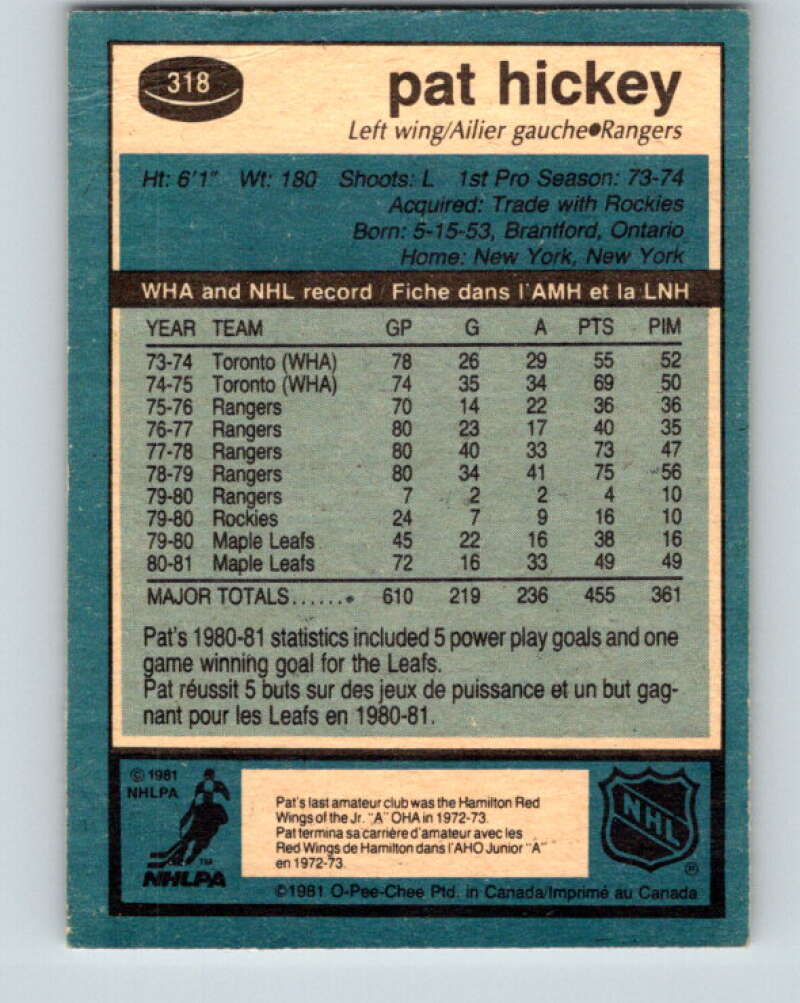 318
pat hickey
Left wing/Ailier gauche●Rangers
Ht: 6'1" Wt: 180 Shoots: L 1st Pro Season: 73-74
Acquired: Trade with Rockies
Born: 5-15-53, Brantford, Ontario
Home: New York, New York
WHA and NHL record / Fiche dans l'AMH et la LNH
YEAR TEAM GP G A PTS PIM
73-74 Toronto (WHA) 78 26 29 55 52
74-75 Toronto (WHA) 74 35 34 69 50
75-76 Rangers 70 14 22 36 36
76-77 Rangers 80 23 17 40 35
77-78 Rangers 80 40 33 73 47
78-79 Rangers 80 34 41 75 56
79-80 Rangers 7 2 2 4 10
79-80 Rockies 24 7 9 16 10
79-80 Maple Leafs 45 22 16 38 16
80-81 Maple Leafs 72 16 33 49 49
MAJOR TOTALS....... 610 219 236 455 361
Pat's 1980-81 statistics included 5 power play goals and one
game winning goal for the Leafs.
Pat réussit 5 buts sur des jeux de puissance et un but gag-
nant pour les Leafs en 1980-81.
© 1981
NHLPA
Pat's last amateur club was the Hamilton Red
Wings of the Jr. "A" OHA in 1972-73.
Pat termina sa carrière d'amateur avec les
Red Wings de Hamilton dans l'AHO Junior "A"
en 1972-73.
TM
NHLPA
NHL
©1981 O-Pee-Chee Ptd. in Canada/Imprimé au Canada